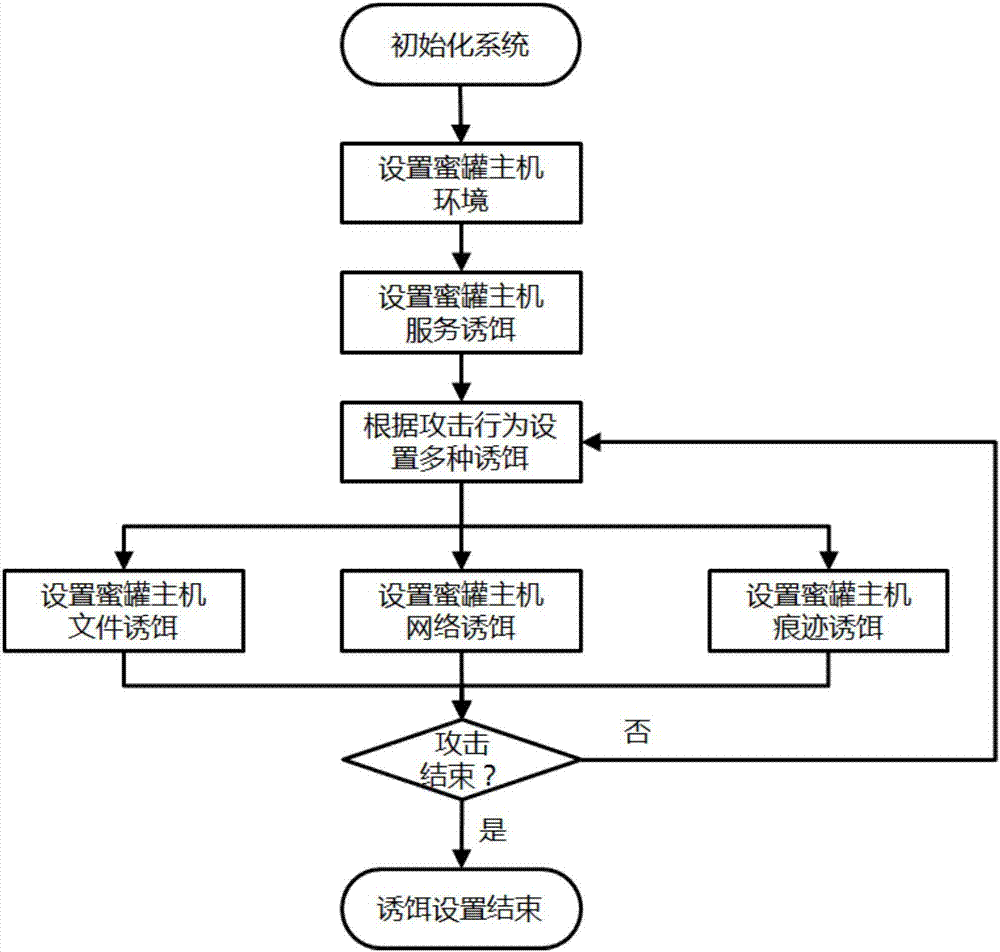 初始化系统
设置蜜罐主机
环境
设置蜜罐主机
服务诱饵
根据攻击行为设
置多种诱饵
设置蜜罐主机
文件诱饵
设置蜜罐主机
网络诱饵
设置蜜罐主机
痕迹诱饵
攻击
结束？
否
是
诱饵设置结束